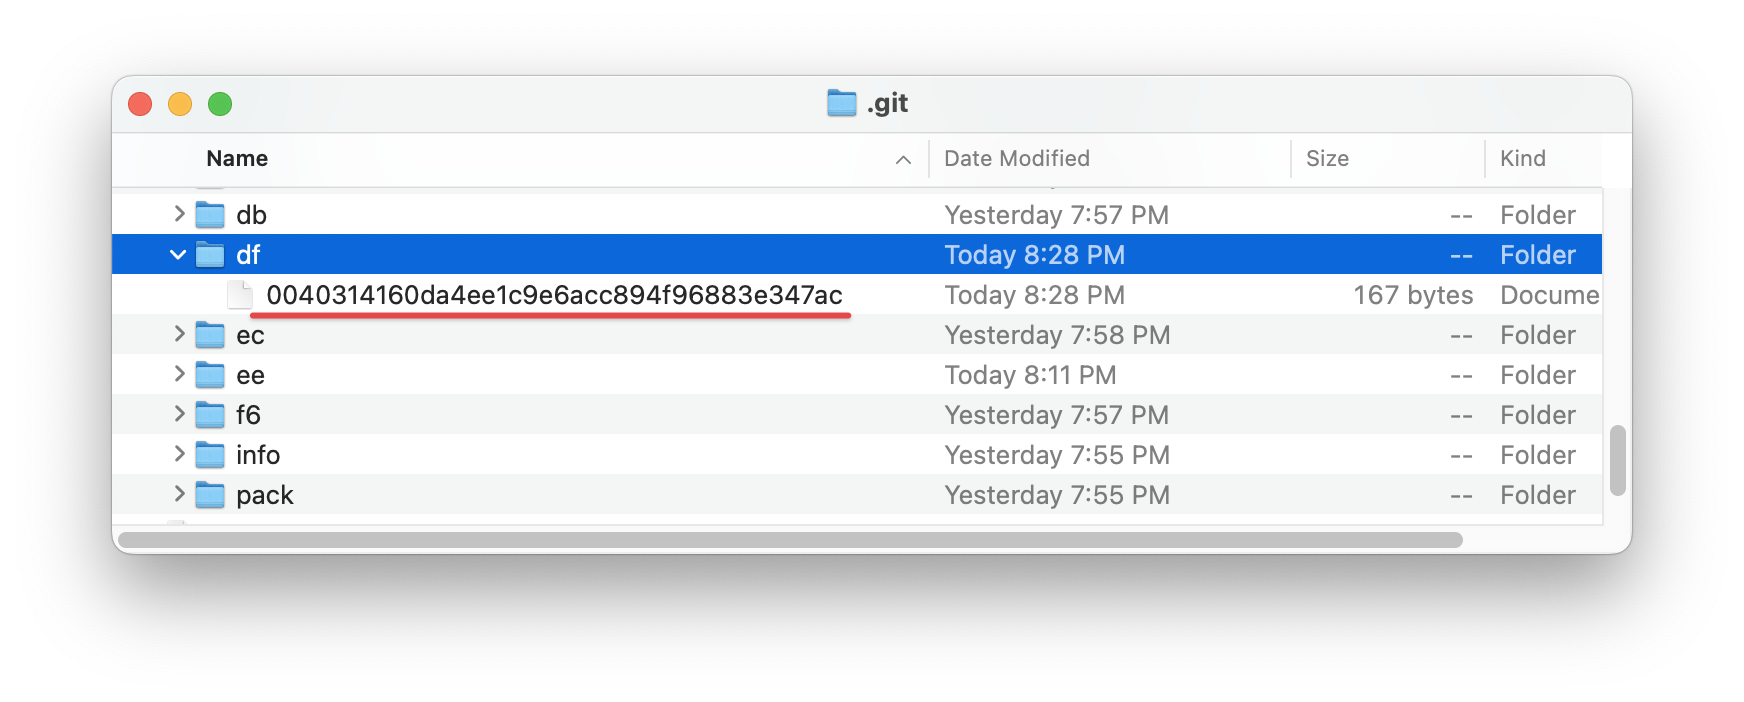 .git
Name Date Modified Size Kind
db Yesterday 7:57 PM -- Folder
df Today 8:28 PM -- Folder
0040314160da4ee1c9e6acc894f96883e347ac Today 8:28 PM 167 bytes Docume
ec Yesterday 7:58 PM -- Folder
ee Today 8:11 PM -- Folder
f6 Yesterday 7:57 PM -- Folder
info Yesterday 7:55 PM -- Folder
pack Yesterday 7:55 PM -- Folder